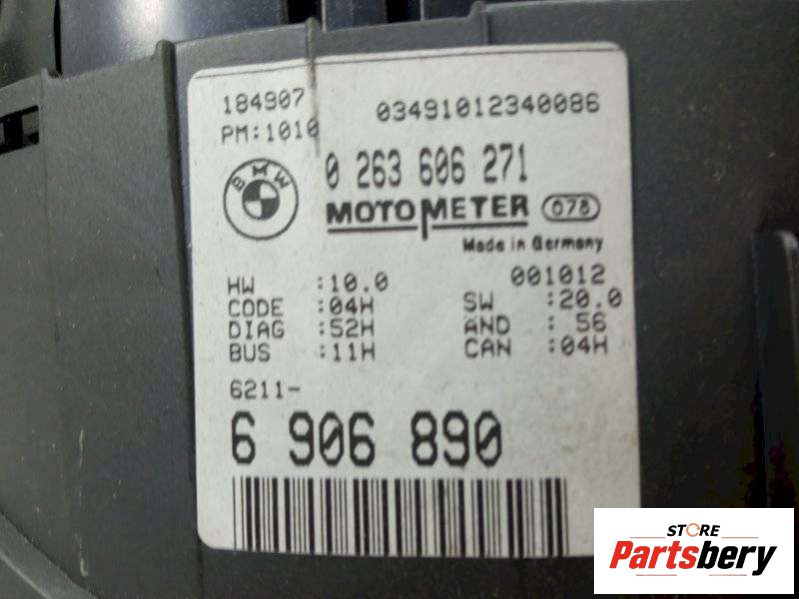 184907 03491012340086
PM:1010
BMW
0 263 606 271
MOTOMETER 078
Made in Germany
HW :10.0 001012
CODE :04H SW :20.0
DIAG :52H AND : 56
BUS :11H CAN :04H
6211-
6 906 890
STORE
Partsbery